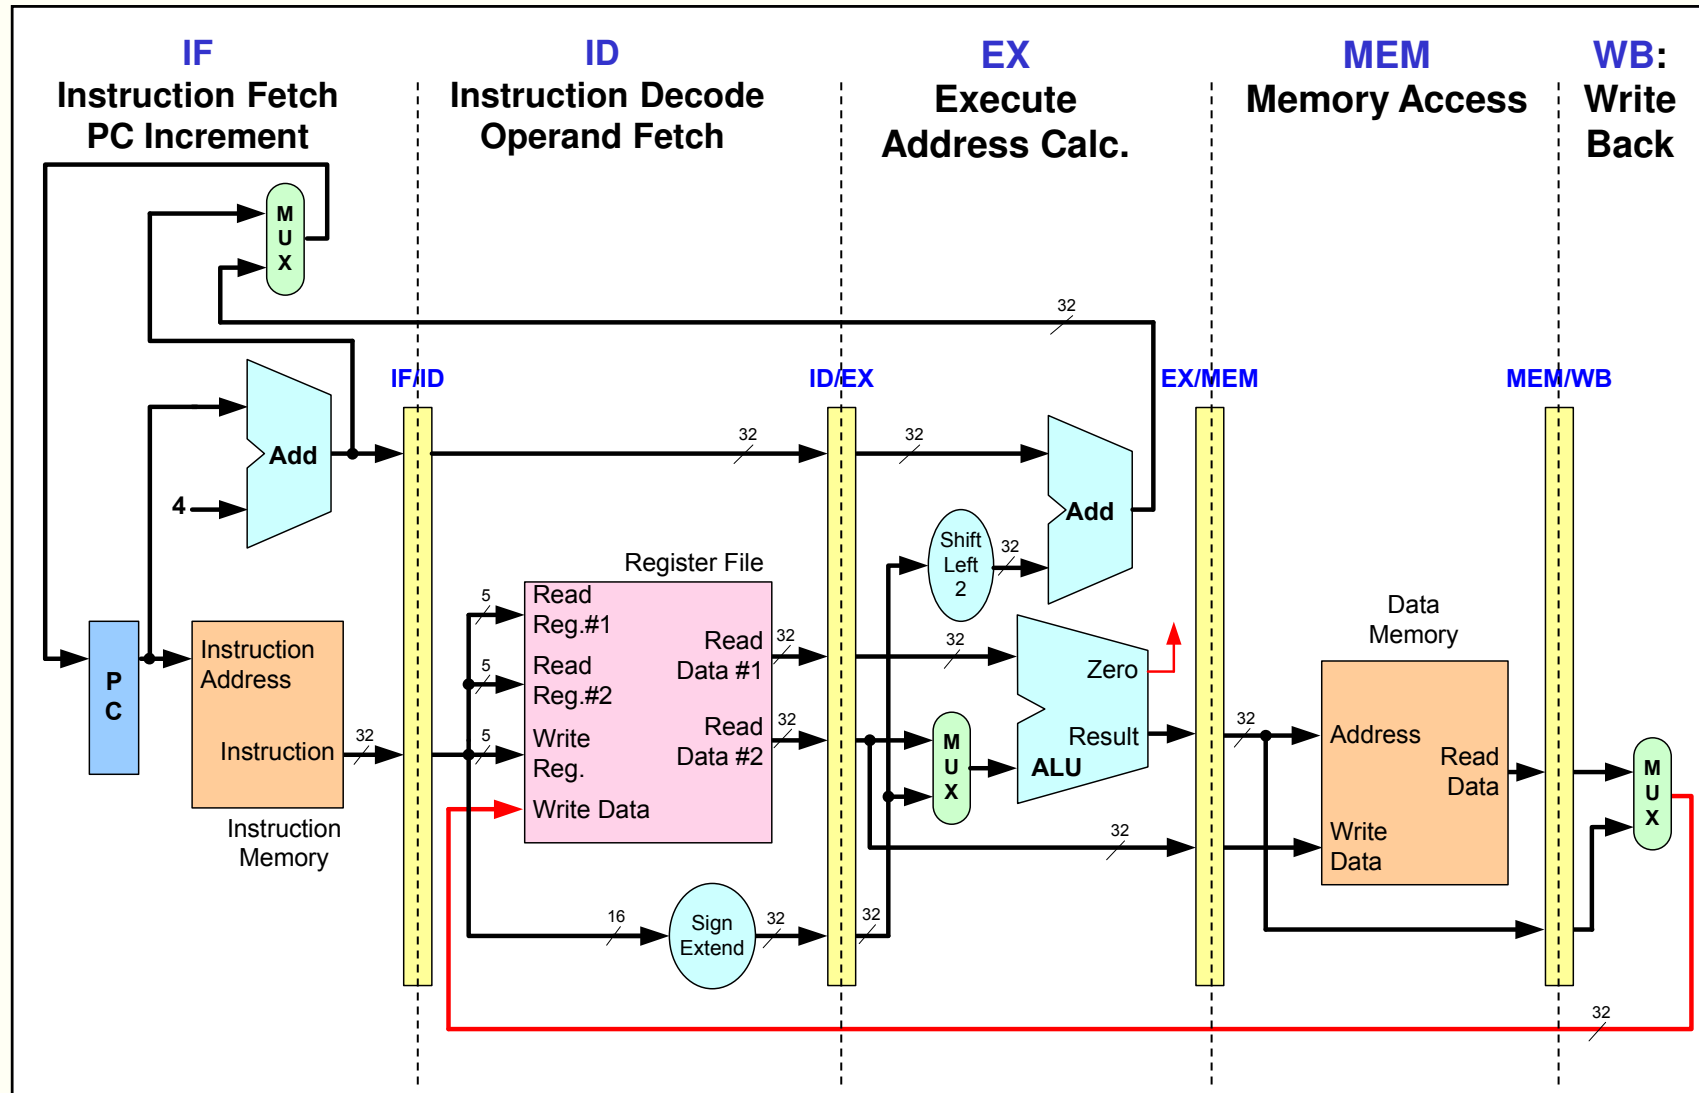 IF
Instruction Fetch
PC Increment
ID
Instruction Decode
Operand Fetch
EX
Execute
Address Calc.
MEM
Memory Access
WB:
Write
Back
M
U
X
32
IF/ID
ID/EX
EX/MEM
MEM/WB
Add
4
32
32
Add
Shift
Left
2
32
Register File
P
C
Instruction
Address
Instruction
32
Instruction
Memory
5
Read
Reg.#1
5
Read
Reg.#2
5
Write
Reg.
Write Data
Read
Data #1
32
Read
Data #2
32
16
Sign
Extend
32
32
32
M
U
X
Zero
Result
ALU
32
32
Data
Memory
Address
Read
Data
Write
Data
M
U
X
32